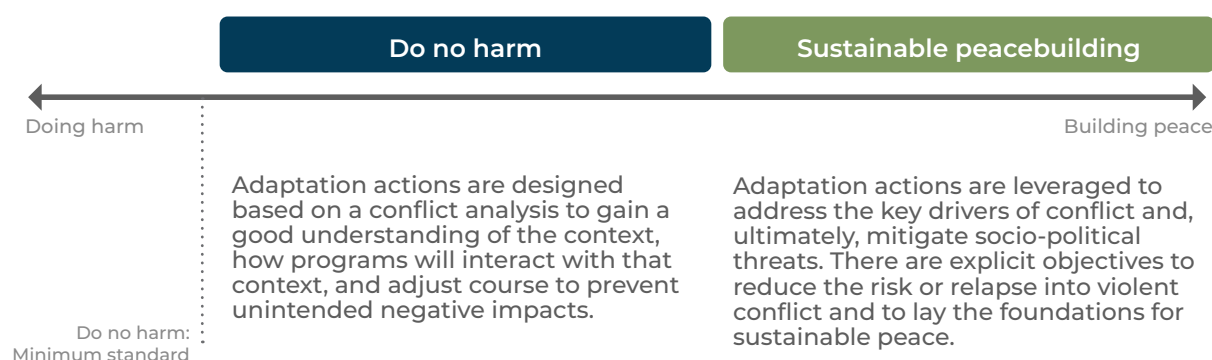 Do no harm
Sustainable peacebuilding
Doing harm
Building peace
Adaptation actions are designed
based on a conflict analysis to gain a
good understanding of the context,
how programs will interact with that
context, and adjust course to prevent
unintended negative impacts.
Adaptation actions are leveraged to
address the key drivers of conflict and,
ultimately, mitigate socio-political
threats. There are explicit objectives to
reduce the risk or relapse into violent
conflict and to lay the foundations for
sustainable peace.
Do no harm:
Minimum standard